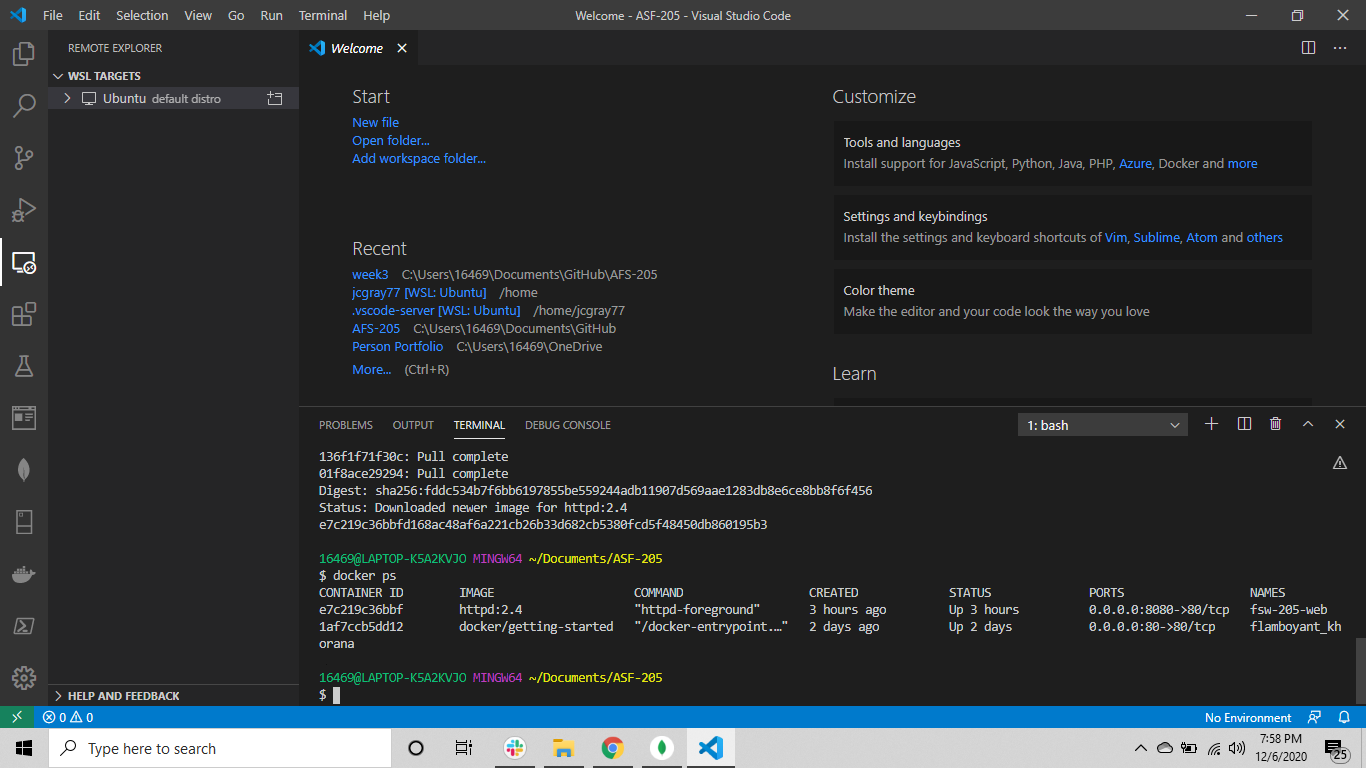 File Edit Selection View Go Run Terminal Help Welcome - ASF-205 - Visual Studio Code
REMOTE EXPLORER
WSL TARGETS
Ubuntu default distro
HELP AND FEEDBACK
Welcome
Start
New file
Open folder...
Add workspace folder...
Recent
week3 C:\Users\16469\Documents\GitHub\AFS-205
jcgray77 [WSL: Ubuntu] /home
.vscode-server [WSL: Ubuntu] /home/jcgray77
AFS-205 C:\Users\16469\Documents\GitHub
Person Portfolio C:\Users\16469\OneDrive
More... (Ctrl+R)
Customize
Tools and languages
Install support for JavaScript, Python, Java, PHP, Azure, Docker and more
Settings and keybindings
Install the settings and keyboard shortcuts of Vim, Sublime, Atom and others
Color theme
Make the editor and your code look the way you love
Learn
PROBLEMS OUTPUT TERMINAL DEBUG CONSOLE 1: bash
136f1f71f30c: Pull complete
01f8ace29294: Pull complete
Digest: sha256:fddc534b7f6bb6197855be559244adb11907d569aae1283db8e6ce8bb8f6f456
Status: Downloaded newer image for httpd:2.4
e7c219c36bbfd168ac48af6a221cb26b33d682cb5380fcd5f48450db860195b3
16469@LAPTOP-K5A2KVJO MINGW64 ~/Documents/ASF-205
$ docker ps
CONTAINER ID IMAGE COMMAND CREATED STATUS PORTS NAMES
e7c219c36bbf httpd:2.4 "httpd-foreground" 3 hours ago Up 3 hours 0.0.0.0:8080->80/tcp fsw-205-web
1af7ccb5dd12 docker/getting-started "/docker-entrypoint.…" 2 days ago Up 2 days 0.0.0.0:80->80/tcp flamboyant_kh
orana
16469@LAPTOP-K5A2KVJO MINGW64 ~/Documents/ASF-205
$
0 0 No Environment
Type here to search
7:58 PM
12/6/2020
25